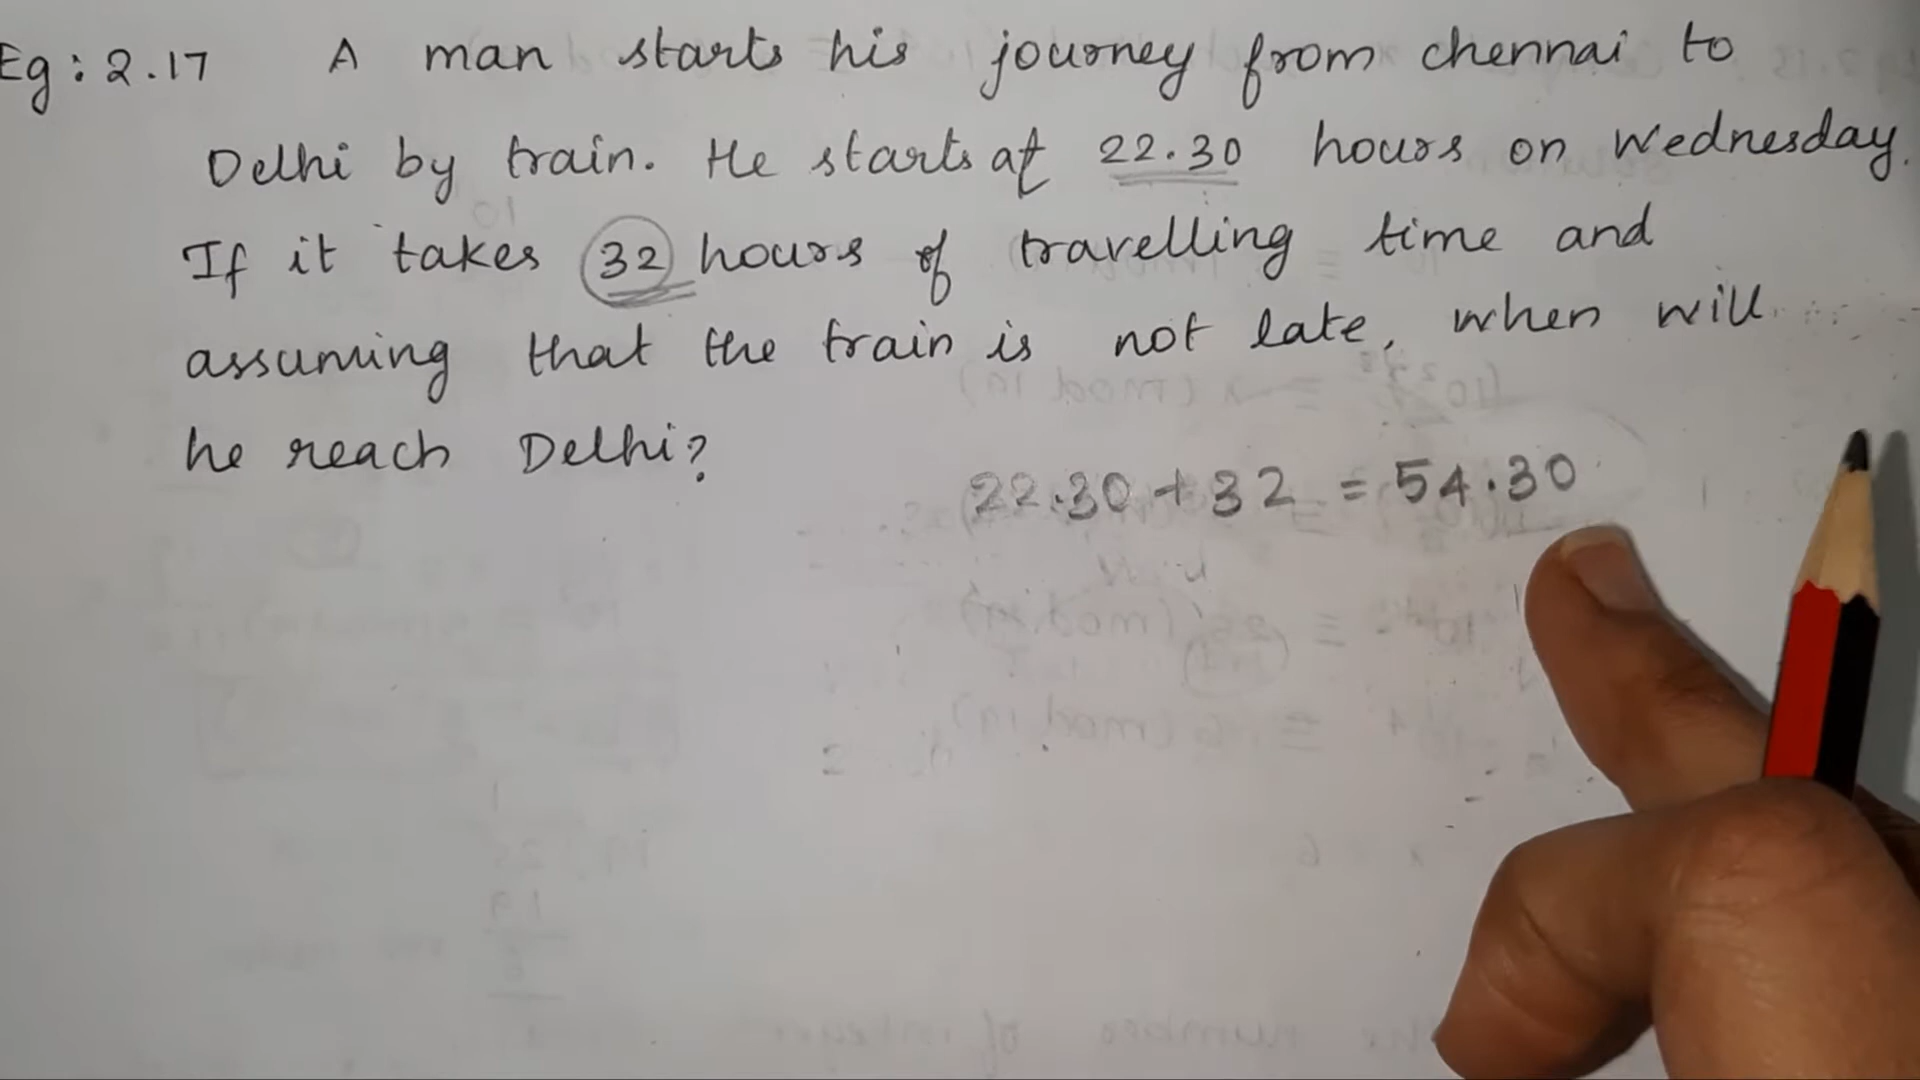 Eg: 2.17 A man starts his journey from chennai to
Delhi by train. He starts at 22.30 hours on Wednesday.
If it takes 32 hours of travelling time and
assuming that the train is not late, when will
he reach Delhi?
22.30 + 32 = 54.30